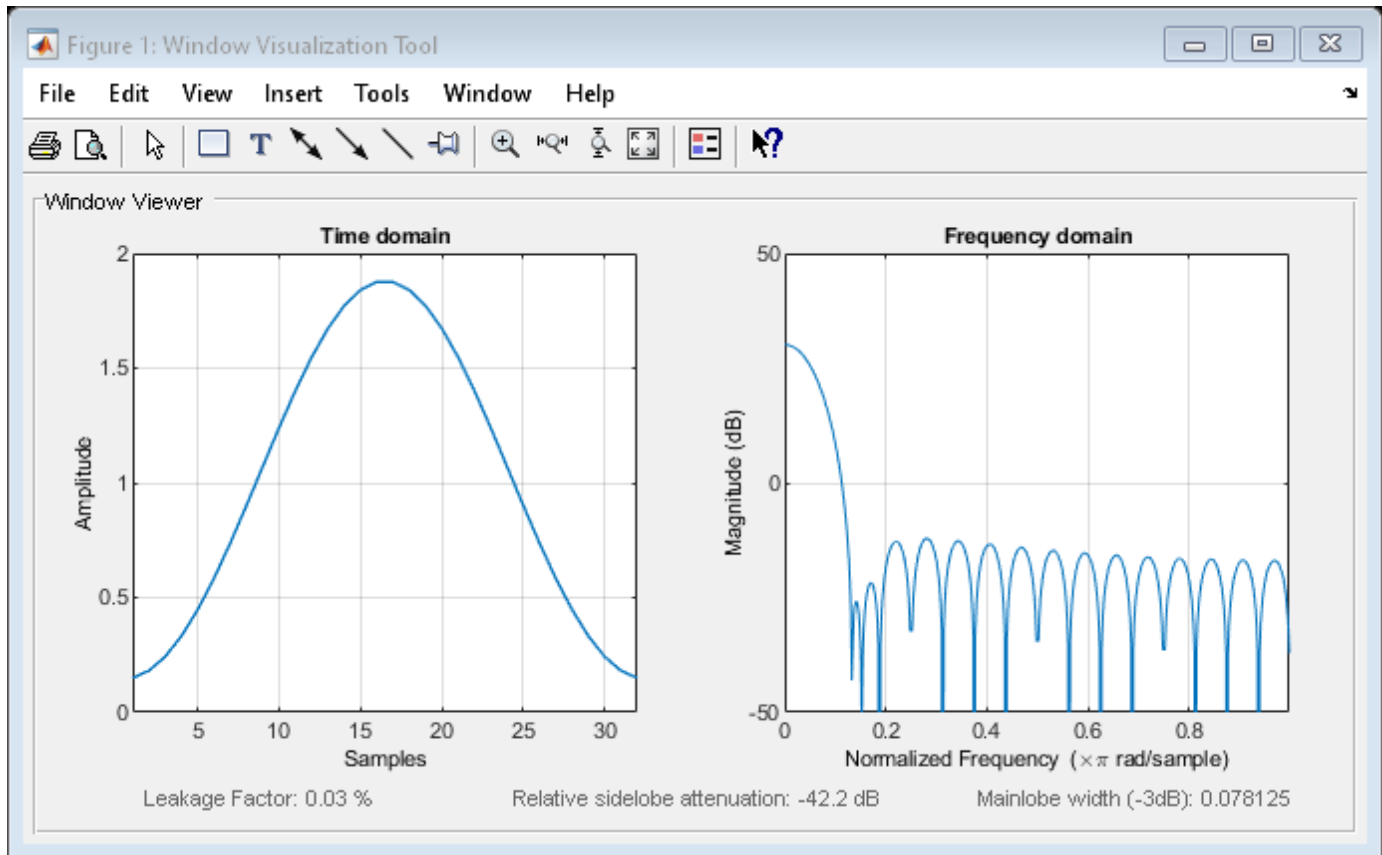 Figure 1: Window Visualization Tool
File Edit View Insert Tools Window Help
T
?
Window Viewer
Time domain
2
1.5
1
0.5
0
Amplitude
5 10 15 20 25 30
Samples
Frequency domain
50
0
-50
Magnitude (dB)
0 0.2 0.4 0.6 0.8
Normalized Frequency (×π rad/sample)
Leakage Factor: 0.03 %
Relative sidelobe attenuation: -42.2 dB
Mainlobe width (-3dB): 0.078125